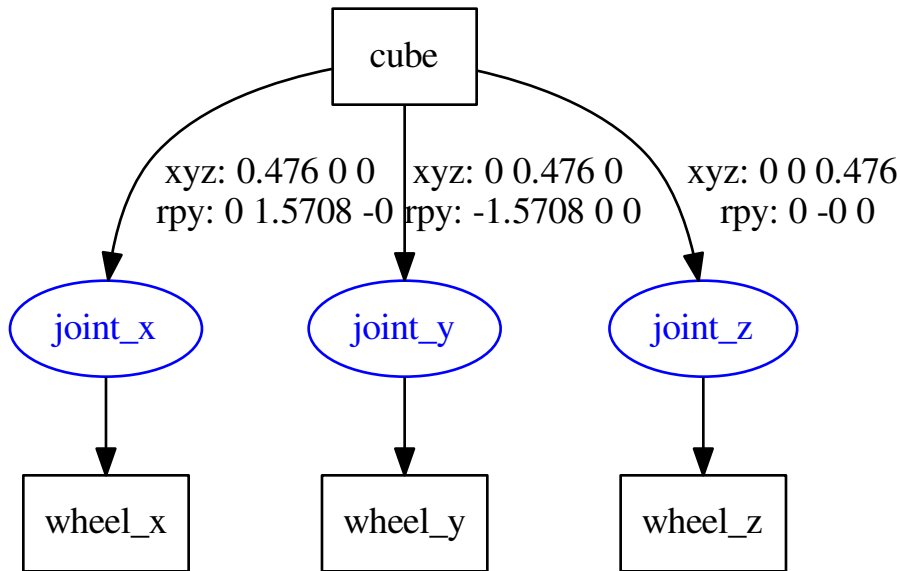 cube
xyz: 0.476 0 0
rpy: 0 1.5708 -0
xyz: 0 0.476 0
rpy: -1.5708 0 0
xyz: 0 0 0.476
rpy: 0 -0 0
joint_x
joint_y
joint_z
wheel_x
wheel_y
wheel_z